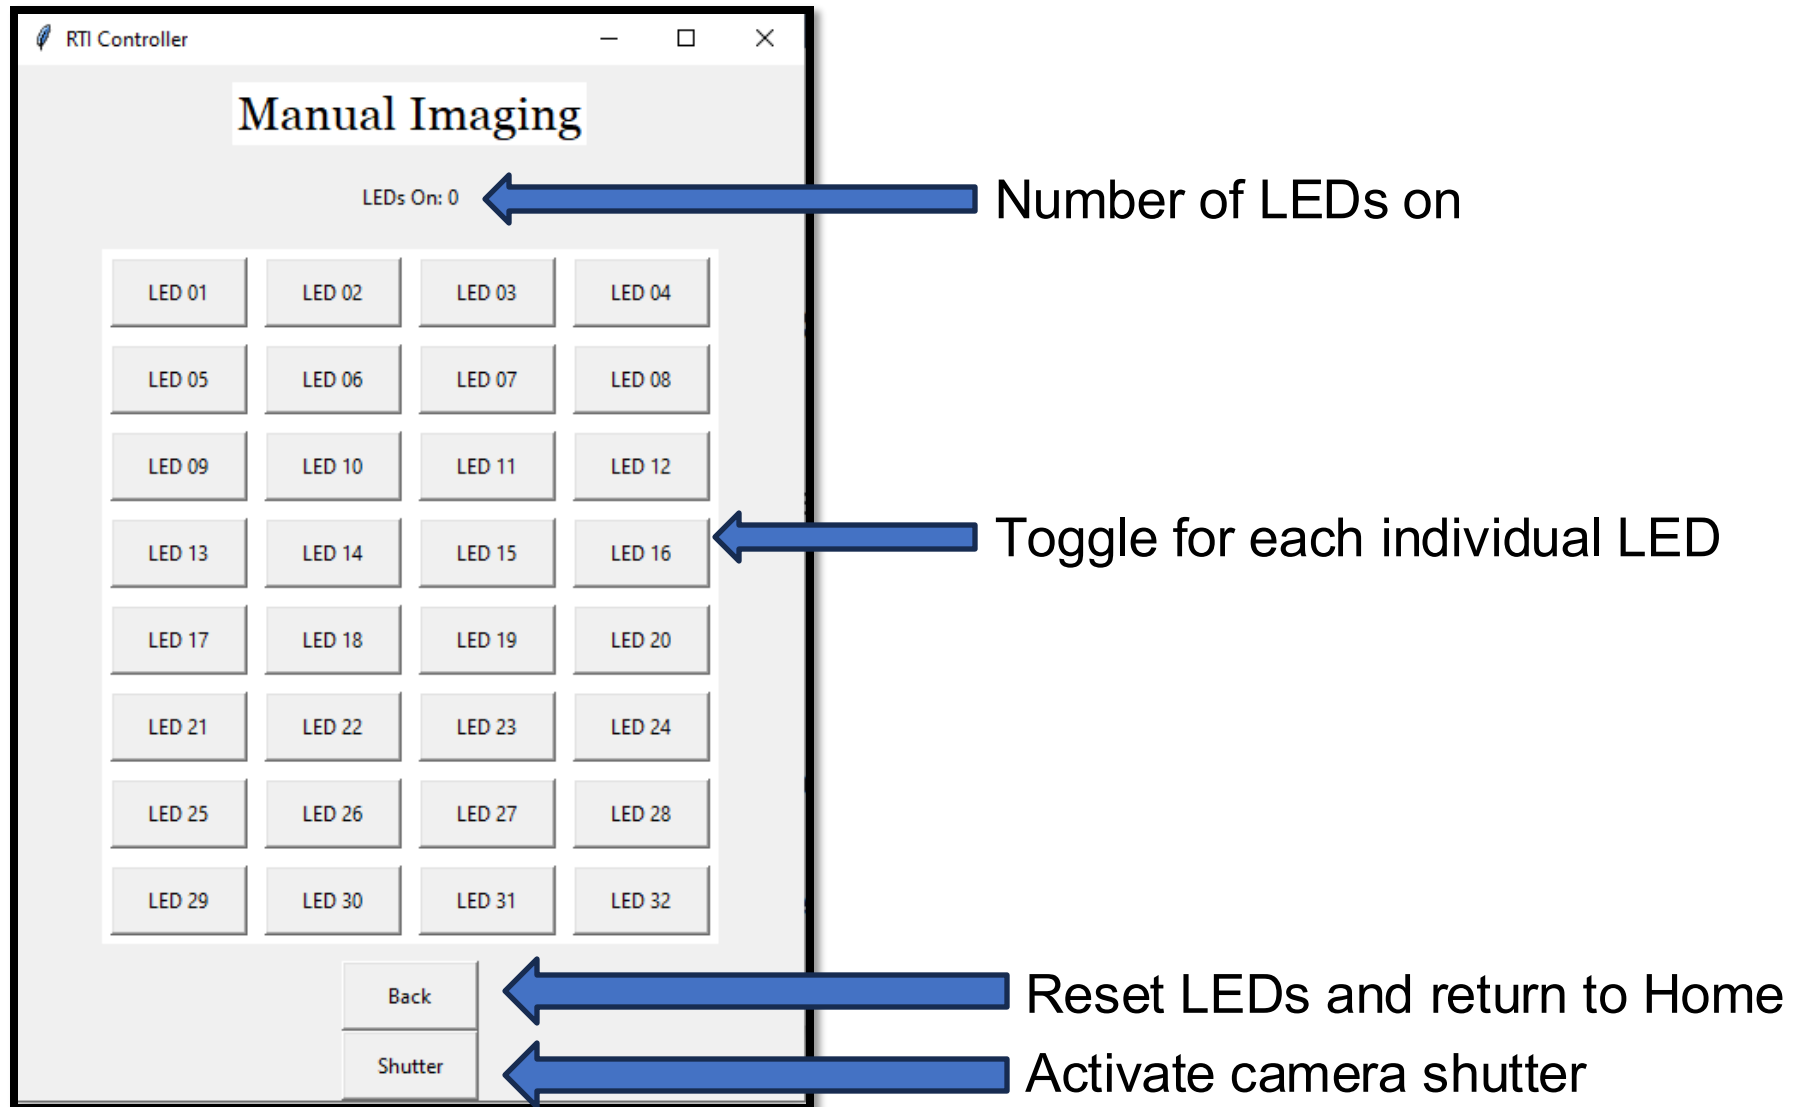 RTI Controller
Manual Imaging
LEDs On: 0
Number of LEDs on
LED 01 LED 02 LED 03 LED 04
LED 05 LED 06 LED 07 LED 08
LED 09 LED 10 LED 11 LED 12
LED 13 LED 14 LED 15 LED 16
Toggle for each individual LED
LED 17 LED 18 LED 19 LED 20
LED 21 LED 22 LED 23 LED 24
LED 25 LED 26 LED 27 LED 28
LED 29 LED 30 LED 31 LED 32
Back
Reset LEDs and return to Home
Shutter
Activate camera shutter